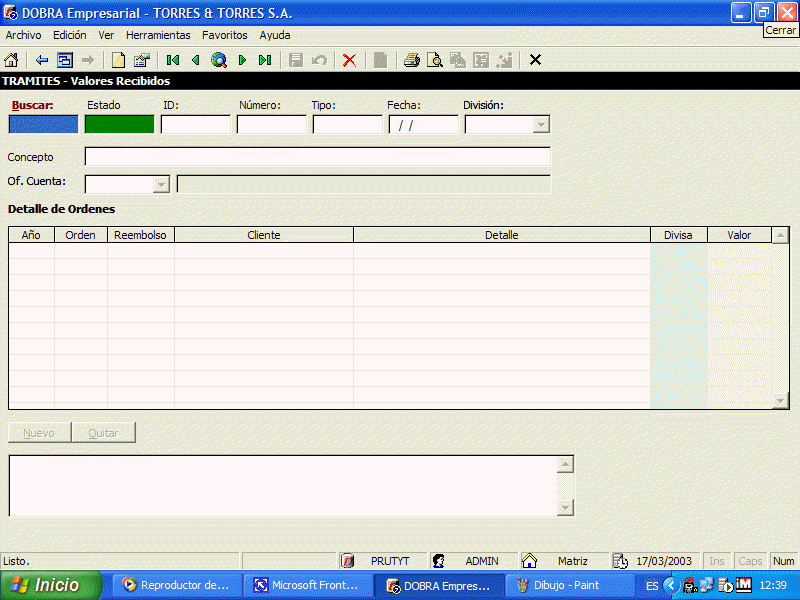 DOBRA Empresarial - TORRES & TORRES S.A.
Archivo Edición Ver Herramientas Favoritos Ayuda
Cerrar
TRAMITES - Valores Recibidos
Buscar: Estado ID: Número: Tipo: Fecha: División:
/ /
Concepto
Of. Cuenta:
Detalle de Ordenes
Año Orden Reembolso Cliente Detalle Divisa Valor
Nuevo Quitar
Listo. PRUTYT ADMIN Matriz 17/03/2003 Ins Caps Num
Inicio Reproductor de... Microsoft Front... DOBRA Empres... Dibujo - Paint ES 12:39